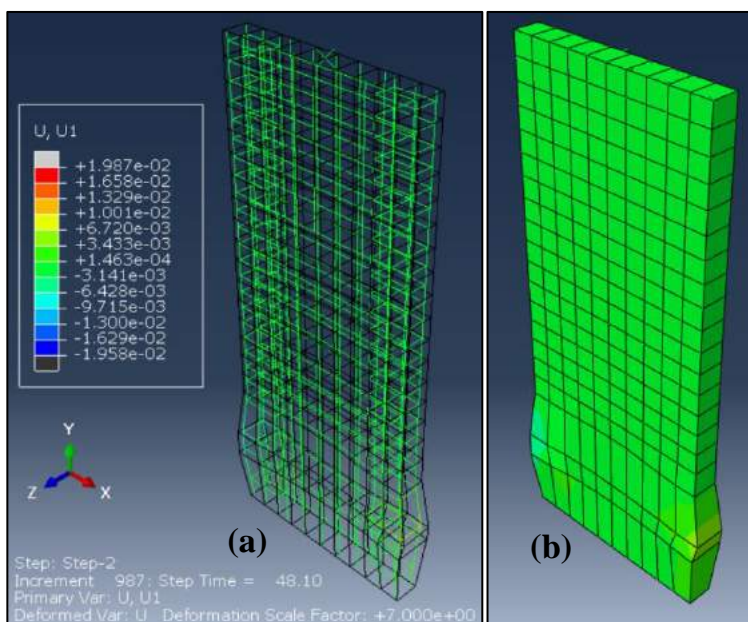 U, U1
+1.987e-02
+1.658e-02
+1.329e-02
+1.001e-02
+6.720e-03
+3.433e-03
+1.463e-04
-3.141e-03
-6.428e-03
-9.715e-03
-1.300e-02
-1.629e-02
-1.958e-02
Y
Z
X
(a)
(b)
Step: Step-2
Increment 987: Step Time = 48.10
Primary Var: U, U1
Deformed Var: U Deformation Scale Factor: +7.000e+00